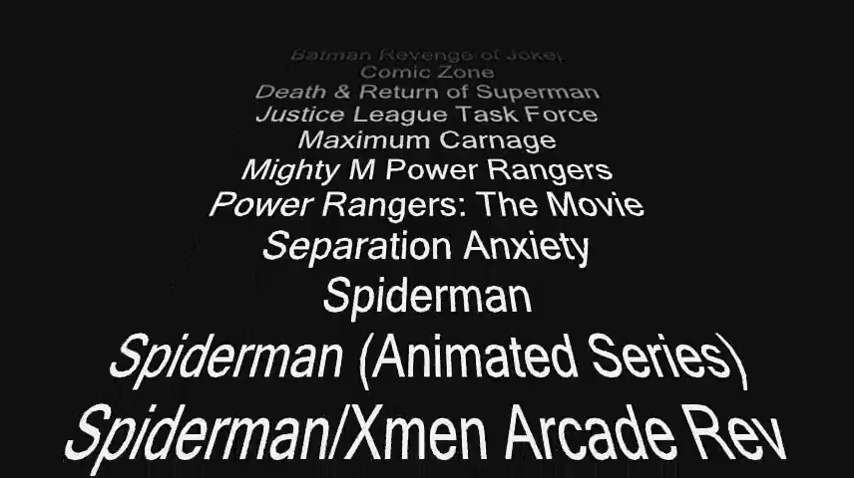 Batman Revenge of Joker
Comic Zone
Death & Return of Superman
Justice League Task Force
Maximum Carnage
Mighty M Power Rangers
Power Rangers: The Movie
Separation Anxiety
Spiderman
Spiderman (Animated Series)
Spiderman/Xmen Arcade Rev